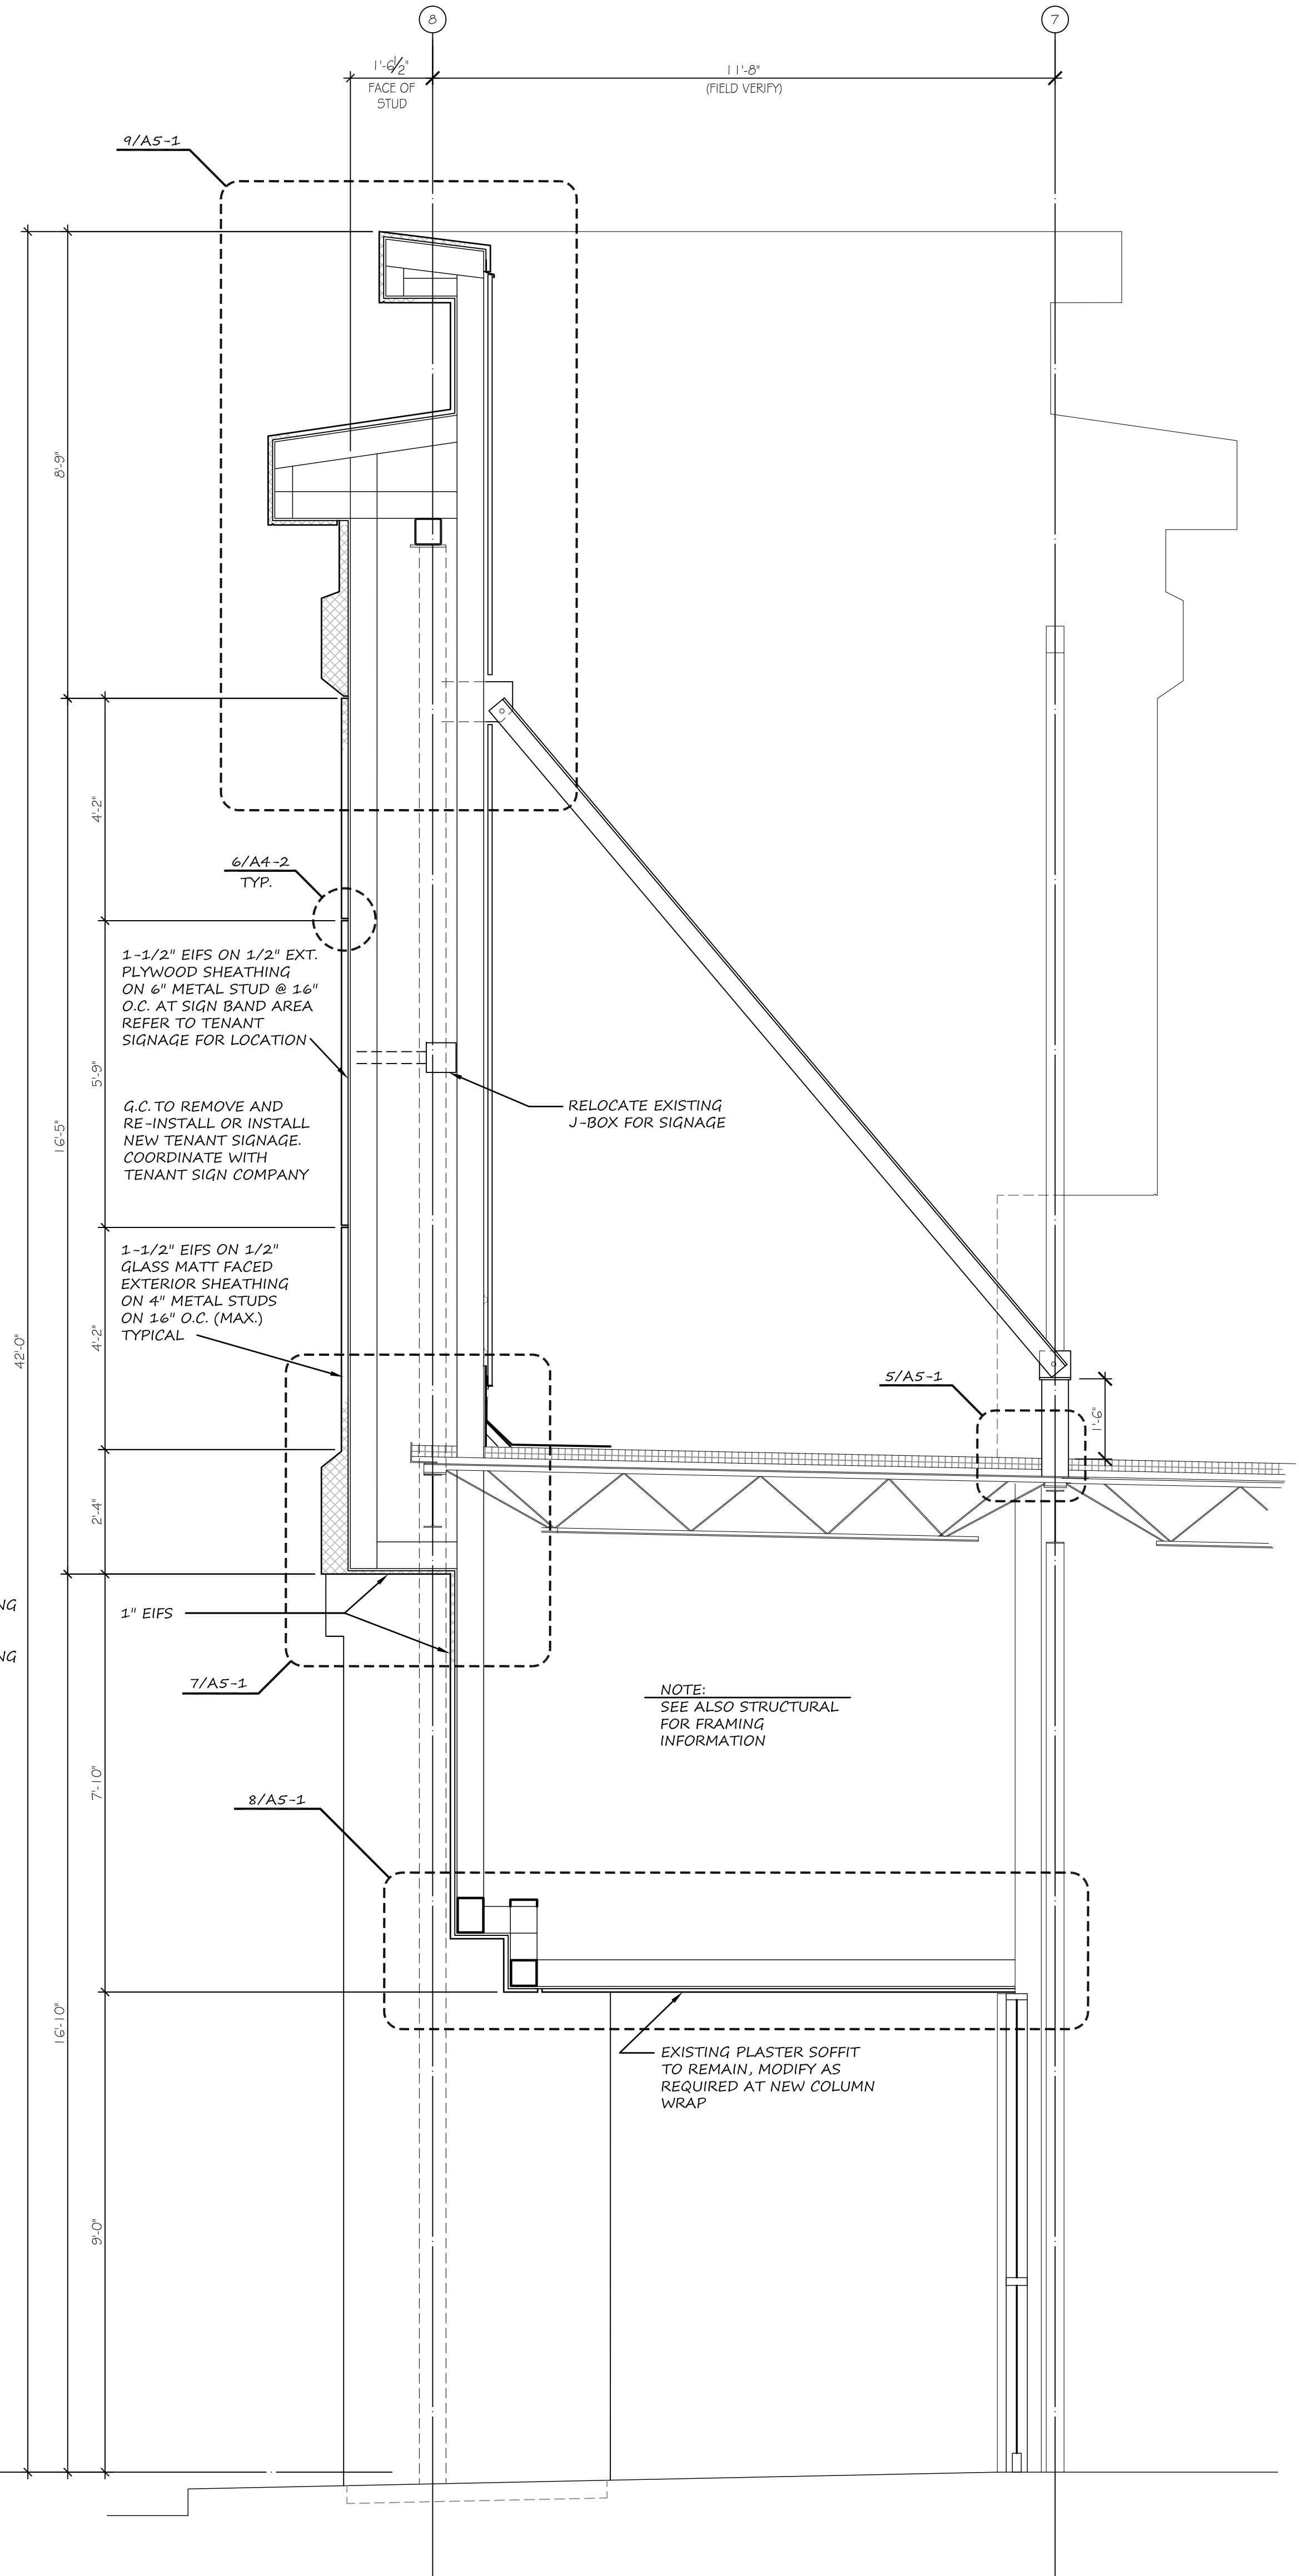 8
7
1'-6 1/2"
FACE OF
STUD
11'-8"
(FIELD VERIFY)
9/A5-1
8'-9"
4'-2"
6/A4-2
TYP.
1-1/2" EIFS ON 1/2" EXT.
PLYWOOD SHEATHING
ON 6" METAL STUD @ 16"
O.C. AT SIGN BAND AREA
REFER TO TENANT
SIGNAGE FOR LOCATION
5'-9"
G.C. TO REMOVE AND
RE-INSTALL OR INSTALL
NEW TENANT SIGNAGE.
COORDINATE WITH
TENANT SIGN COMPANY
RELOCATE EXISTING
J-BOX FOR SIGNAGE
16'-5"
1-1/2" EIFS ON 1/2"
GLASS MATT FACED
EXTERIOR SHEATHING
ON 4" METAL STUDS
ON 16" O.C. (MAX.)
TYPICAL
42'-0"
4'-2"
5/A5-1
1'-6"
2'-4"
NG
NG
1" EIFS
7/A5-1
NOTE:
SEE ALSO STRUCTURAL
FOR FRAMING
INFORMATION
7'-10"
8/A5-1
16'-10"
EXISTING PLASTER SOFFIT
TO REMAIN, MODIFY AS
REQUIRED AT NEW COLUMN
WRAP
9'-0"